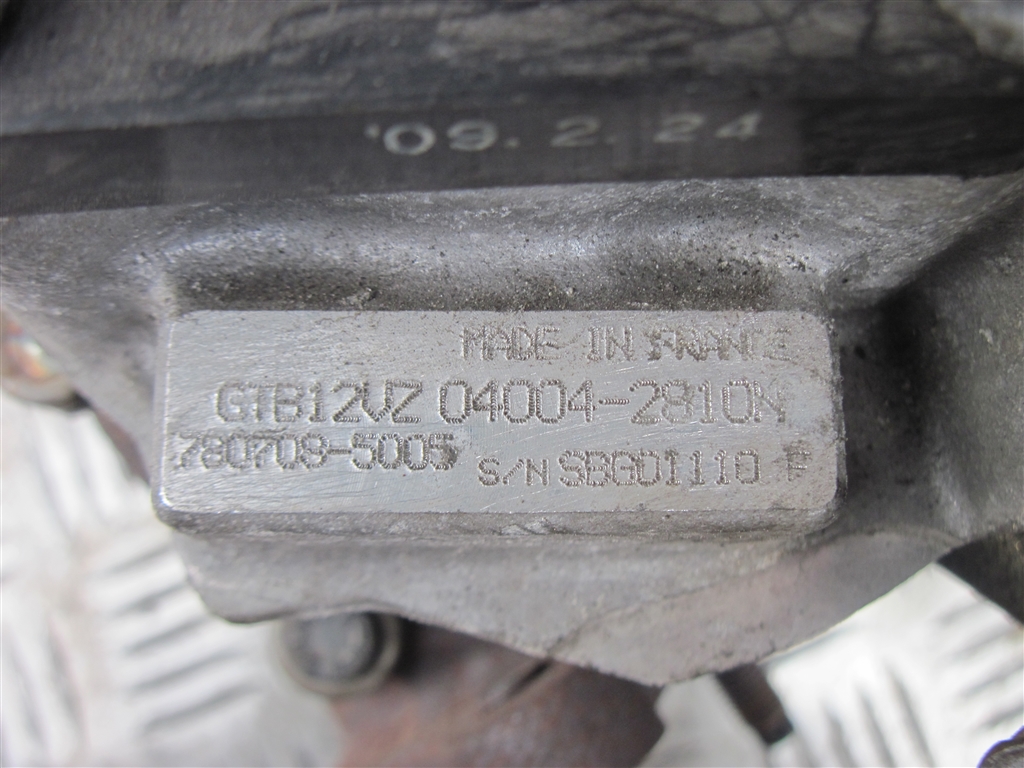 '09. 2. 24
MADE IN FRANCE
GTB12VZ 04004-2810N
780708-5005
S/N SBG01110 P